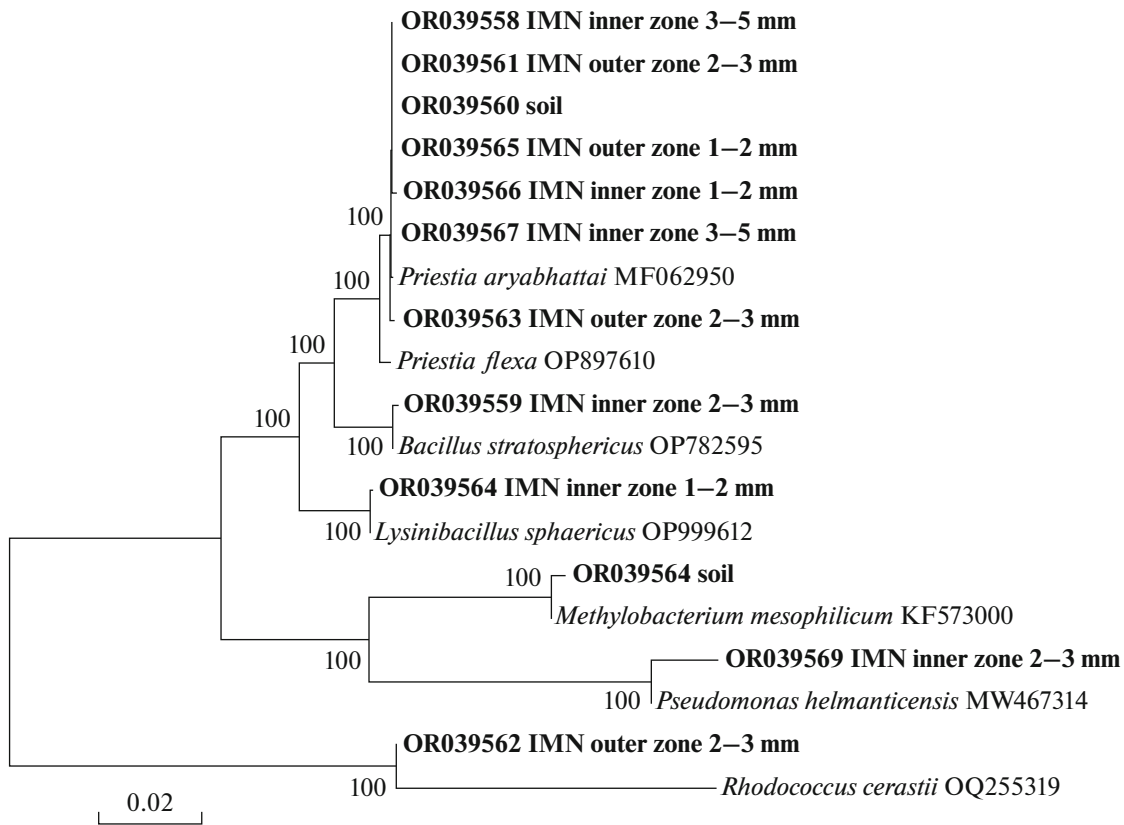 OR039558 IMN inner zone 3–5 mm
OR039561 IMN outer zone 2–3 mm
OR039560 soil
OR039565 IMN outer zone 1–2 mm
OR039566 IMN inner zone 1–2 mm
100
OR039567 IMN inner zone 3–5 mm
Priestia aryabhattai MF062950
100
OR039563 IMN outer zone 2–3 mm
100
Priestia flexa OP897610
OR039559 IMN inner zone 2–3 mm
100
100
Bacillus stratosphericus OP782595
OR039564 IMN inner zone 1–2 mm
100
Lysinibacillus sphaericus OP999612
100
OR039564 soil
Methylobacterium mesophilicum KF573000
100
OR039569 IMN inner zone 2–3 mm
100
Pseudomonas helmanticensis MW467314
OR039562 IMN outer zone 2–3 mm
100
Rhodococcus cerastii OQ255319
0.02